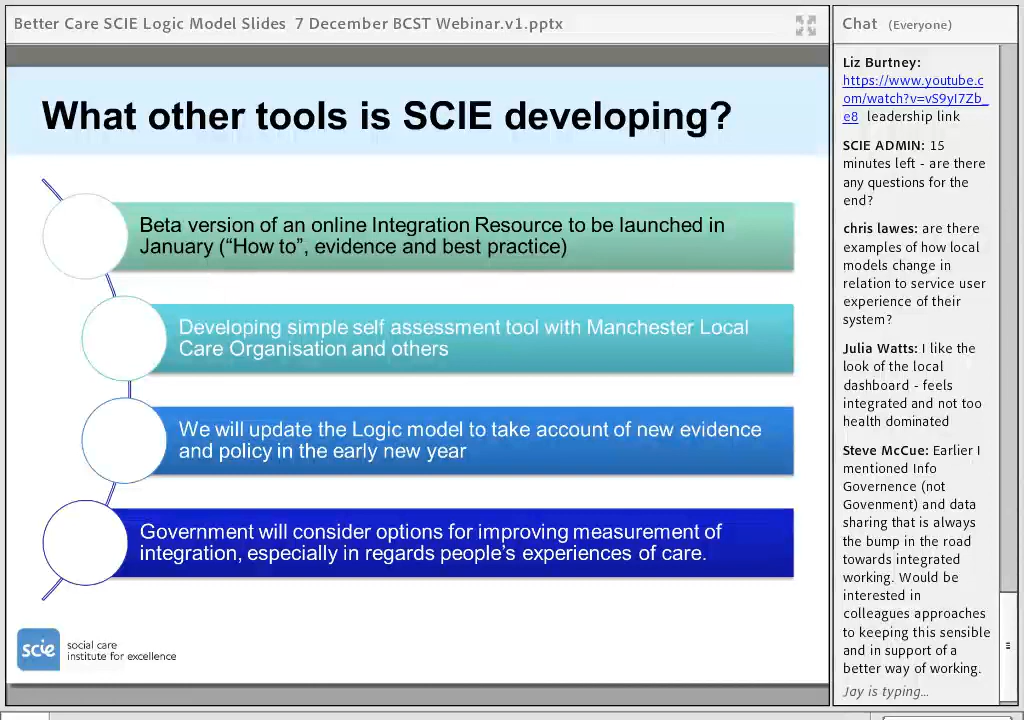 Better Care SCIE Logic Model Slides 7 December BCST Webinar.v1.pptx
What other tools is SCIE developing?
Beta version of an online Integration Resource to be launched in
January (“How to”, evidence and best practice)
Developing simple self assessment tool with Manchester Local
Care Organisation and others
We will update the Logic model to take account of new evidence
and policy in the early new year
Government will consider options for improving measurement of
integration, especially in regards people’s experiences of care.
scie
social care
institute for excellence
Chat (Everyone)
Liz Burtney:
https://www.youtube.c
om/watch?v=vS9yI7Zb_
e8 leadership link
SCIE ADMIN: 15
minutes left - are there
any questions for the
end?
chris lawes: are there
examples of how local
models change in
relation to service user
experience of their
system?
Julia Watts: I like the
look of the local
dashboard - feels
integrated and not too
health dominated
Steve McCue: Earlier I
mentioned Info
Governence (not
Govenment) and data
sharing that is always
the bump in the road
towards integrated
working. Would be
interested in
colleagues approaches
to keeping this sensible
and in support of a
better way of working.
Jay is typing...